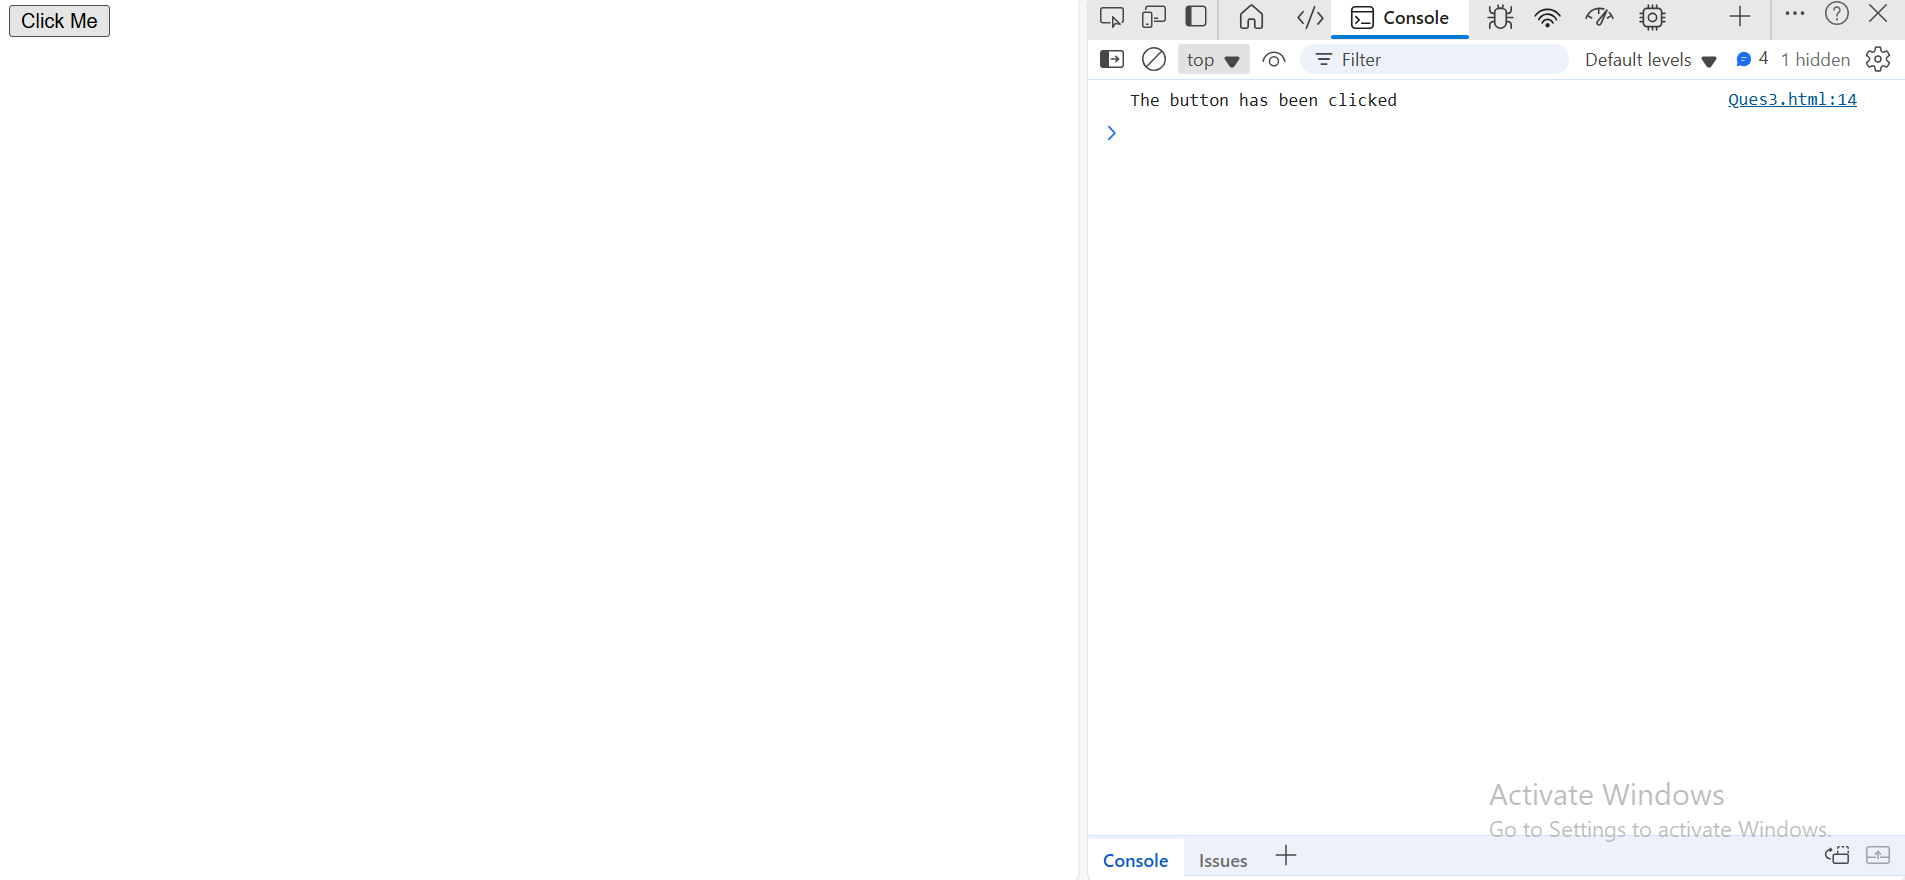 Click Me
Console
top
Filter
Default levels
4
1 hidden
The button has been clicked
Ques3.html:14
Activate Windows
Go to Settings to activate Windows.
Console
Issues